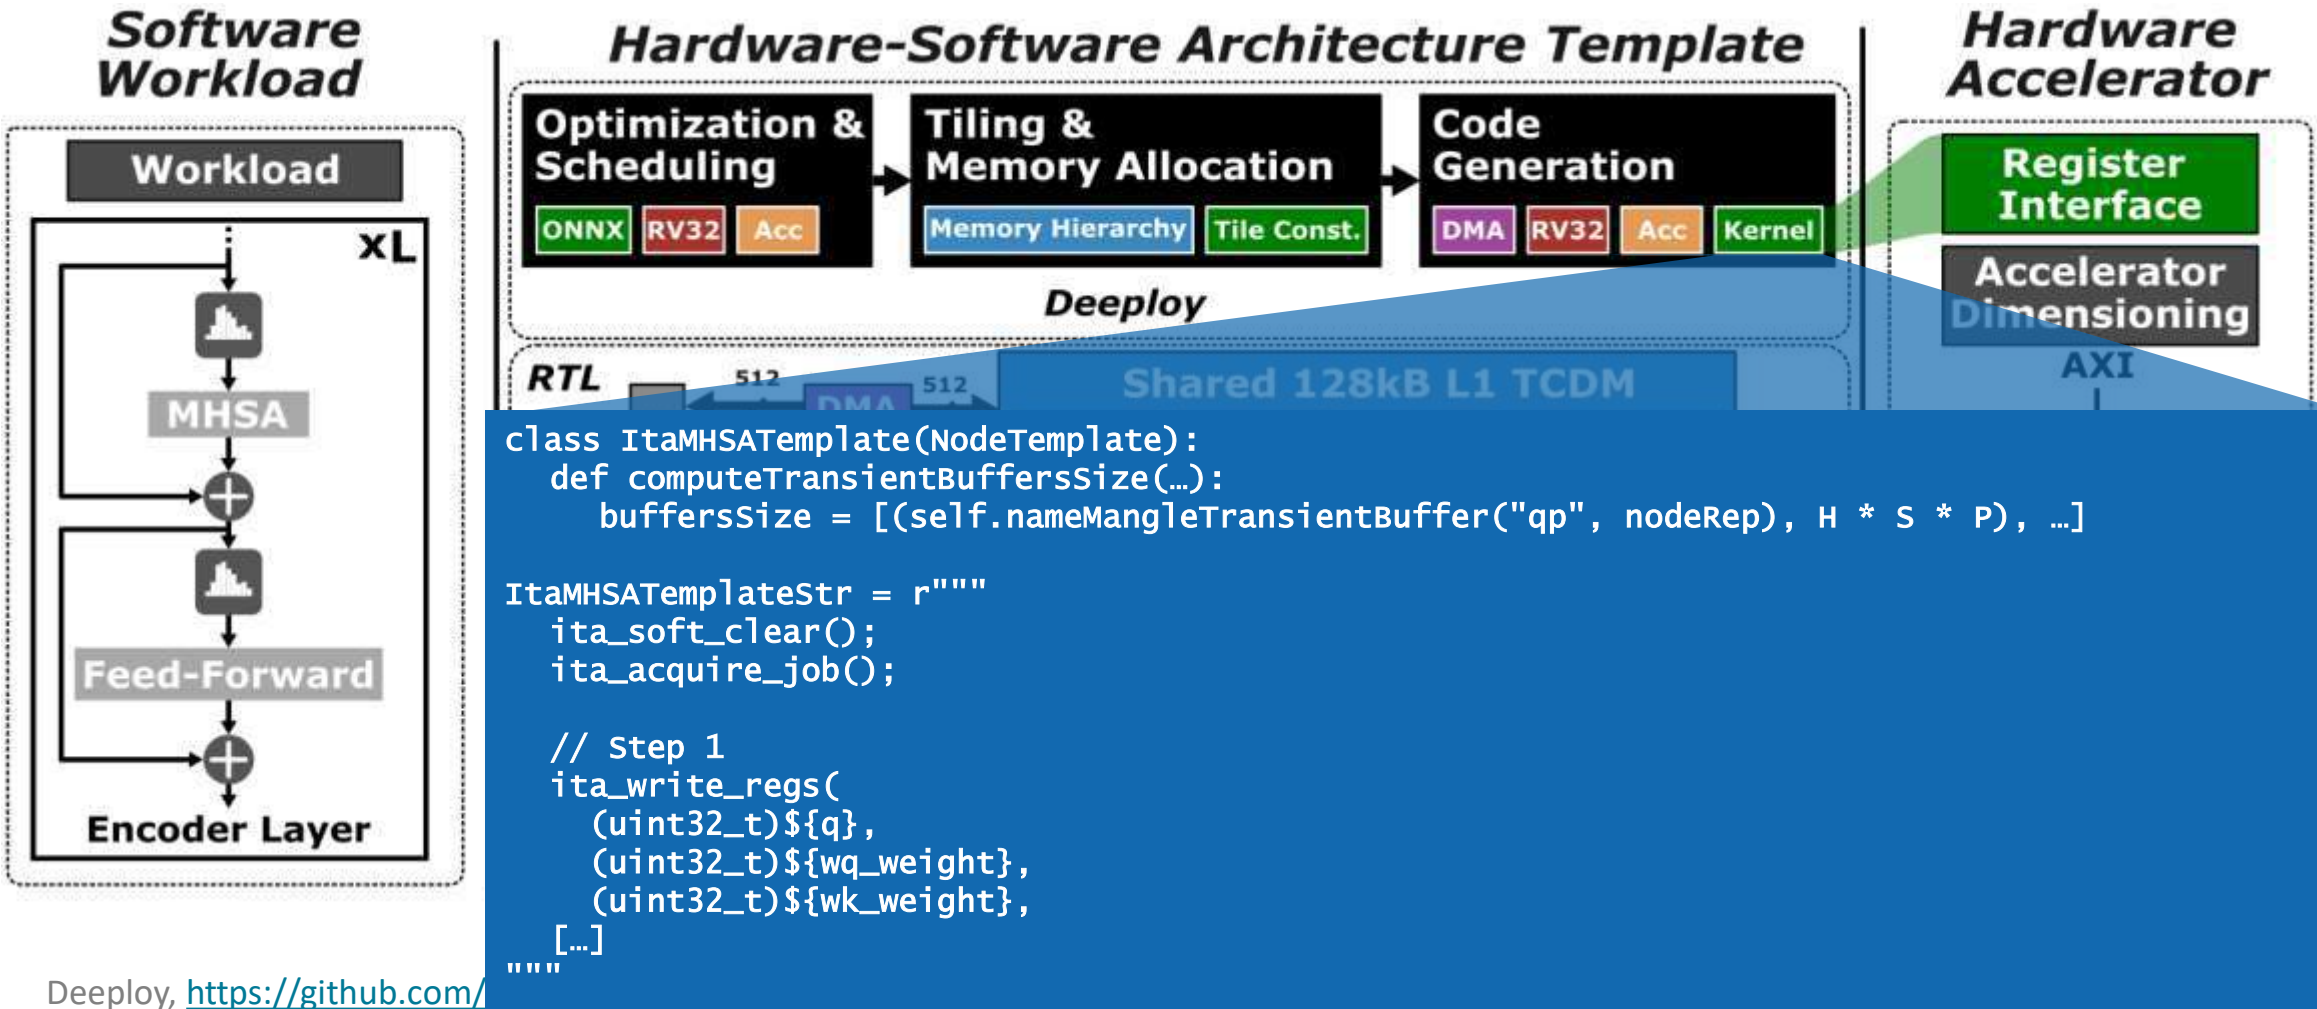 Software
Workload
Workload
xL
MHSA
Feed-Forward
Encoder Layer
Hardware-Software Architecture Template
Optimization &
Scheduling
ONNX RV32 Acc
Tiling &
Memory Allocation
Memory Hierarchy Tile Const.
Code
Generation
DMA RV32 Acc Kernel
Deeploy
RTL
512
DMA
512
Shared 128kB L1 TCDM
Hardware
Accelerator
Register
Interface
Accelerator
Dimensioning
AXI
class ItaMHSATemplate(NodeTemplate):
def computeTransientBuffersSize(…):
buffersSize = [(self.nameMangleTransientBuffer("qp", nodeRep), H * S * P), …]
ItaMHSATemplateStr = r"""
ita_soft_clear();
ita_acquire_job();
// Step 1
ita_write_regs(
(uint32_t)${q},
(uint32_t)${wq_weight},
(uint32_t)${wk_weight},
[…]
"""
Deeploy, https://github.com/